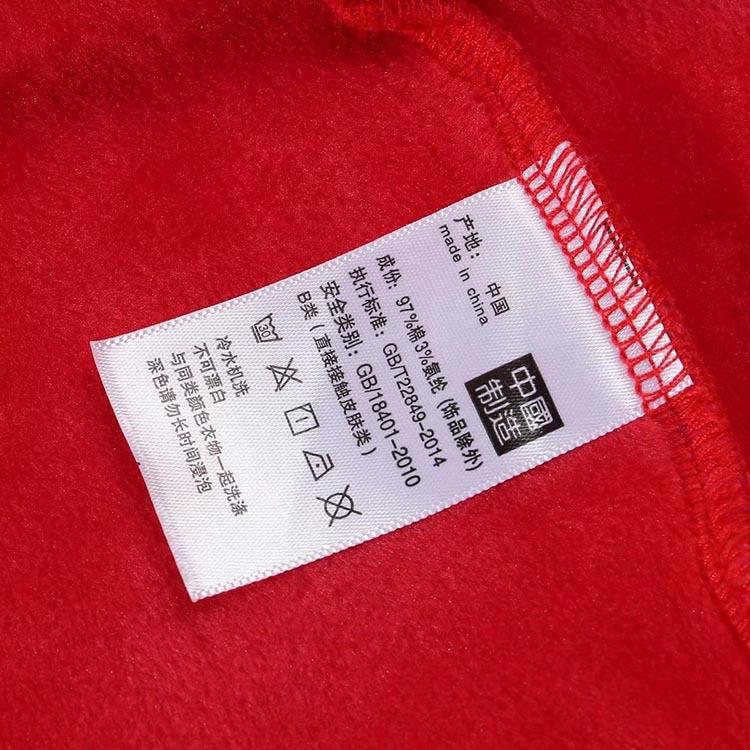 产地：中国
made in china
中國
制造
成份：97%棉3%氨纶（饰品除外）
执行标准：GB/T22849-2014
安全类别：GB/18401-2010
B类（直接接触皮肤类）
30
冷水机洗
不可漂白
与同类颜色衣物一起洗涤
深色请勿长时间浸泡